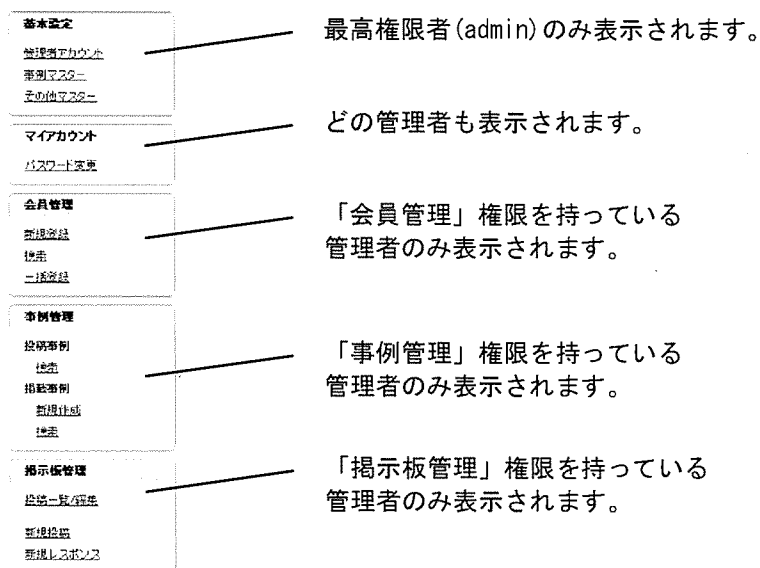 基本設定
管理者アカウント
事例マスター
その他マスター
最高権限者(admin)のみ表示されます。
マイアカウント
パスワード変更
どの管理者も表示されます。
会員管理
新規登録
検索
一括登録
「会員管理」権限を持っている
管理者のみ表示されます。
事例管理
投稿事例
検索
掲載事例
新規作成
検索
「事例管理」権限を持っている
管理者のみ表示されます。
掲示板管理
投稿一覧/編集
新規投稿
新規レスポンス
「掲示板管理」権限を持っている
管理者のみ表示されます。